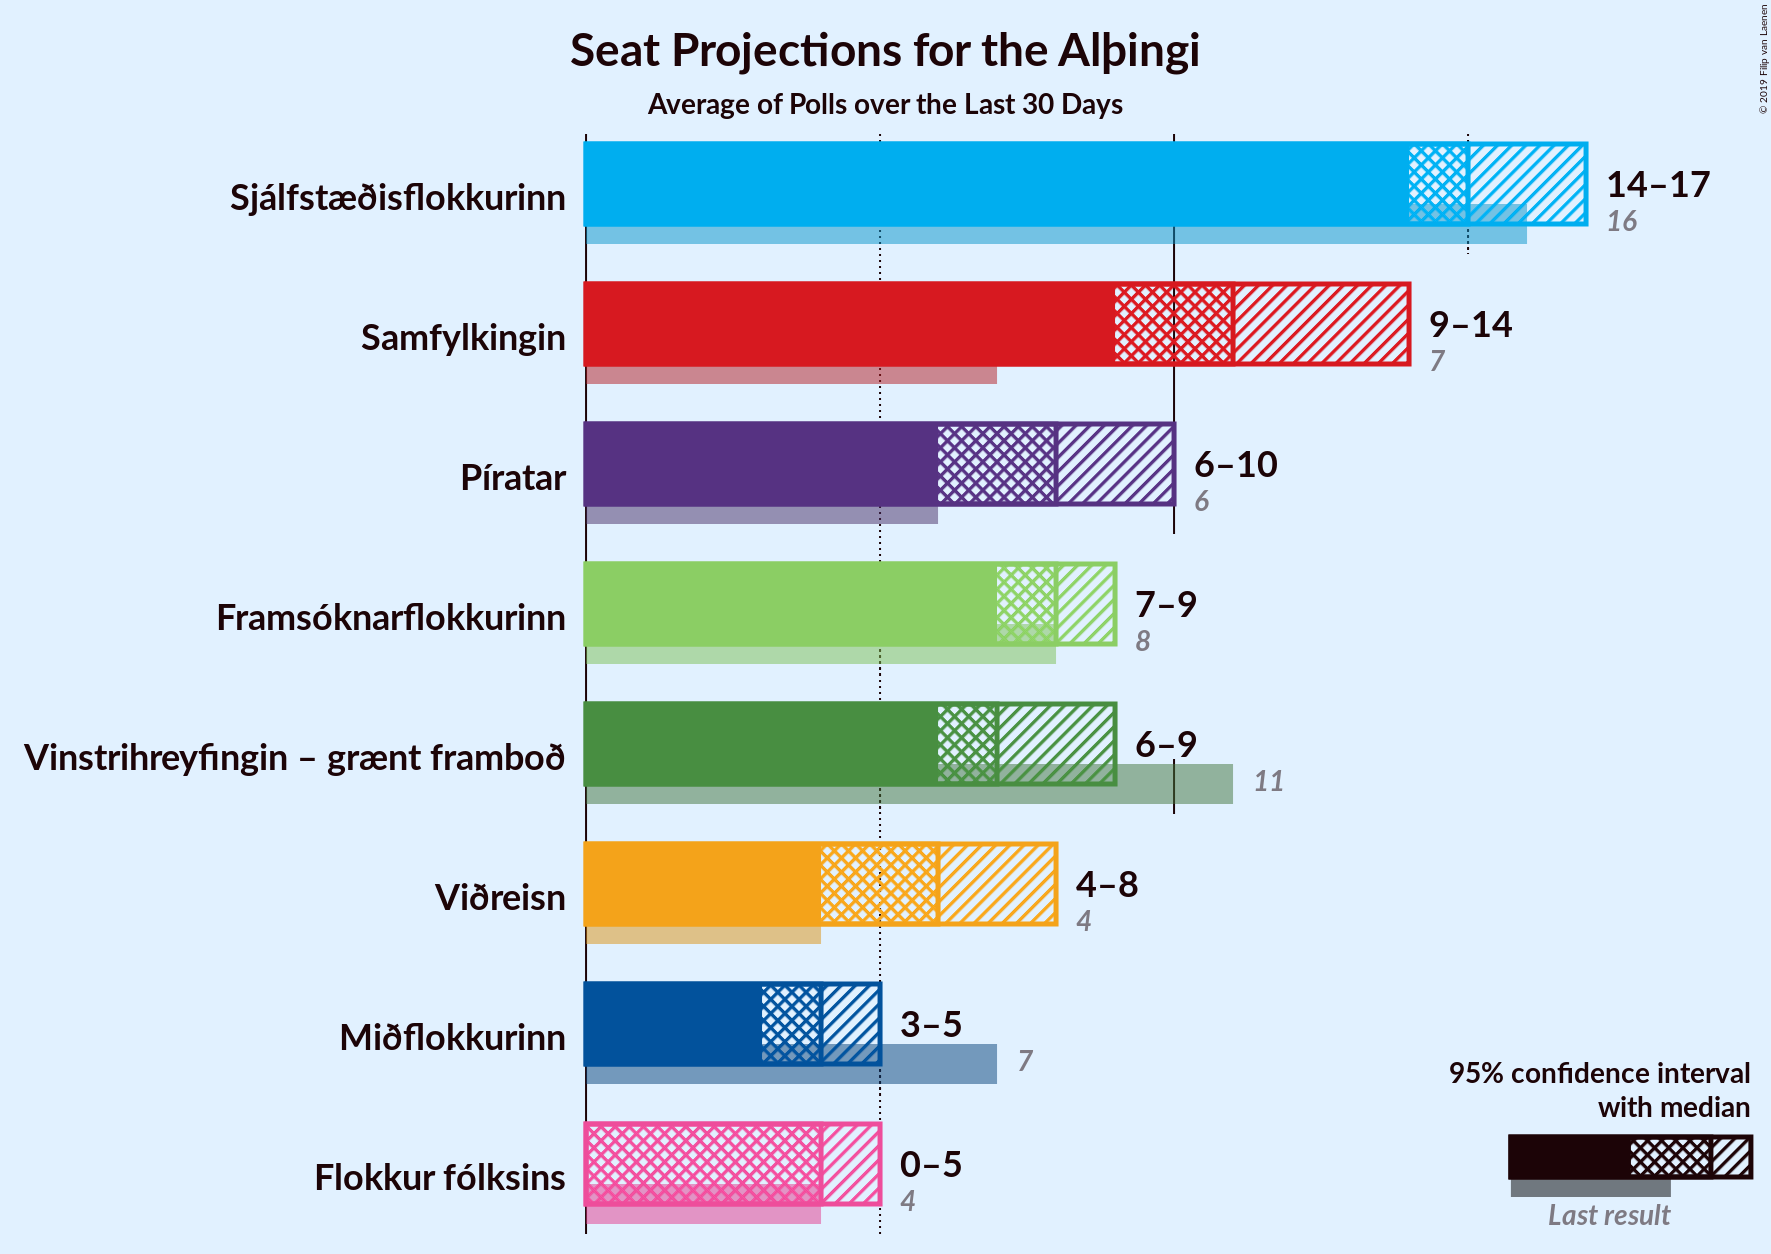 Seat Projections for the Alþingi
Average of Polls over the Last 30 Days
© 2019 Filip van Laenen
Sjálfstæðisflokkurinn
14–17
16
Samfylkingin
9–14
7
Píratar
6–10
6
Framsóknarflokkurinn
7–9
8
Vinstrihreyfingin – grænt framboð
6–9
11
Viðreisn
4–8
4
Miðflokkurinn
3–5
7
Flokkur fólksins
0–5
4
95% confidence interval
with median
Last result